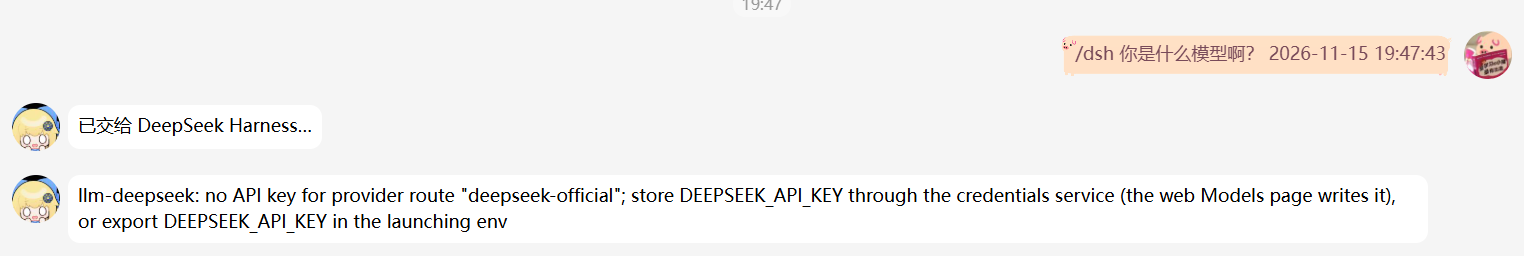 19:47
/dsh 你是什么模型啊? 2026-11-15 19:47:43
已交给 DeepSeek Harness...
llm-deepseek: no API key for provider route "deepseek-official"; store DEEPSEEK_API_KEY through the credentials service (the web Models page writes it),
or export DEEPSEEK_API_KEY in the launching env